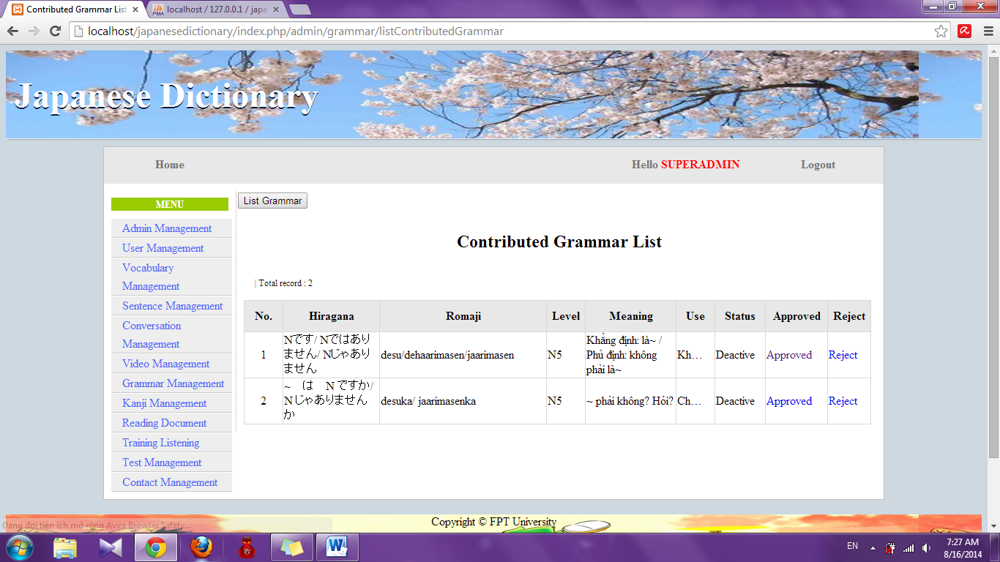 Contributed Grammar List
localhost / 127.0.0.1 / japa
localhost/japanesedictionary/index.php/admin/grammar/listContributedGrammar
Japanese Dictionary
Home
Hello SUPERADMIN
Logout
MENU
Admin Management
User Management
Vocabulary
Management
Sentence Management
Conversation
Management
Video Management
Grammar Management
Kanji Management
Reading Document
Training Listening
Test Management
Contact Management
List Grammar
Contributed Grammar List
| Total record : 2
No. Hiragana Romaji Level Meaning Use Status Approved Reject
1
Nです/ Nではあり
ません/ Nじゃあり
ません
desu/dehaarimasen/jaarimasen
N5
Khẳng định: là~ /
Phủ định: không
phải là~
Kh…
Deactive
Approved
Reject
2
~ は N ですか/
N じゃありません
か
desuka/ jaarimasenka
N5
~ phải không? Hỏi?
Ch…
Deactive
Approved
Reject
Copyright © FPT University
Đang đợi tiện ích mở rộng Avira Browser Safety...
EN
7:27 AM
8/16/2014